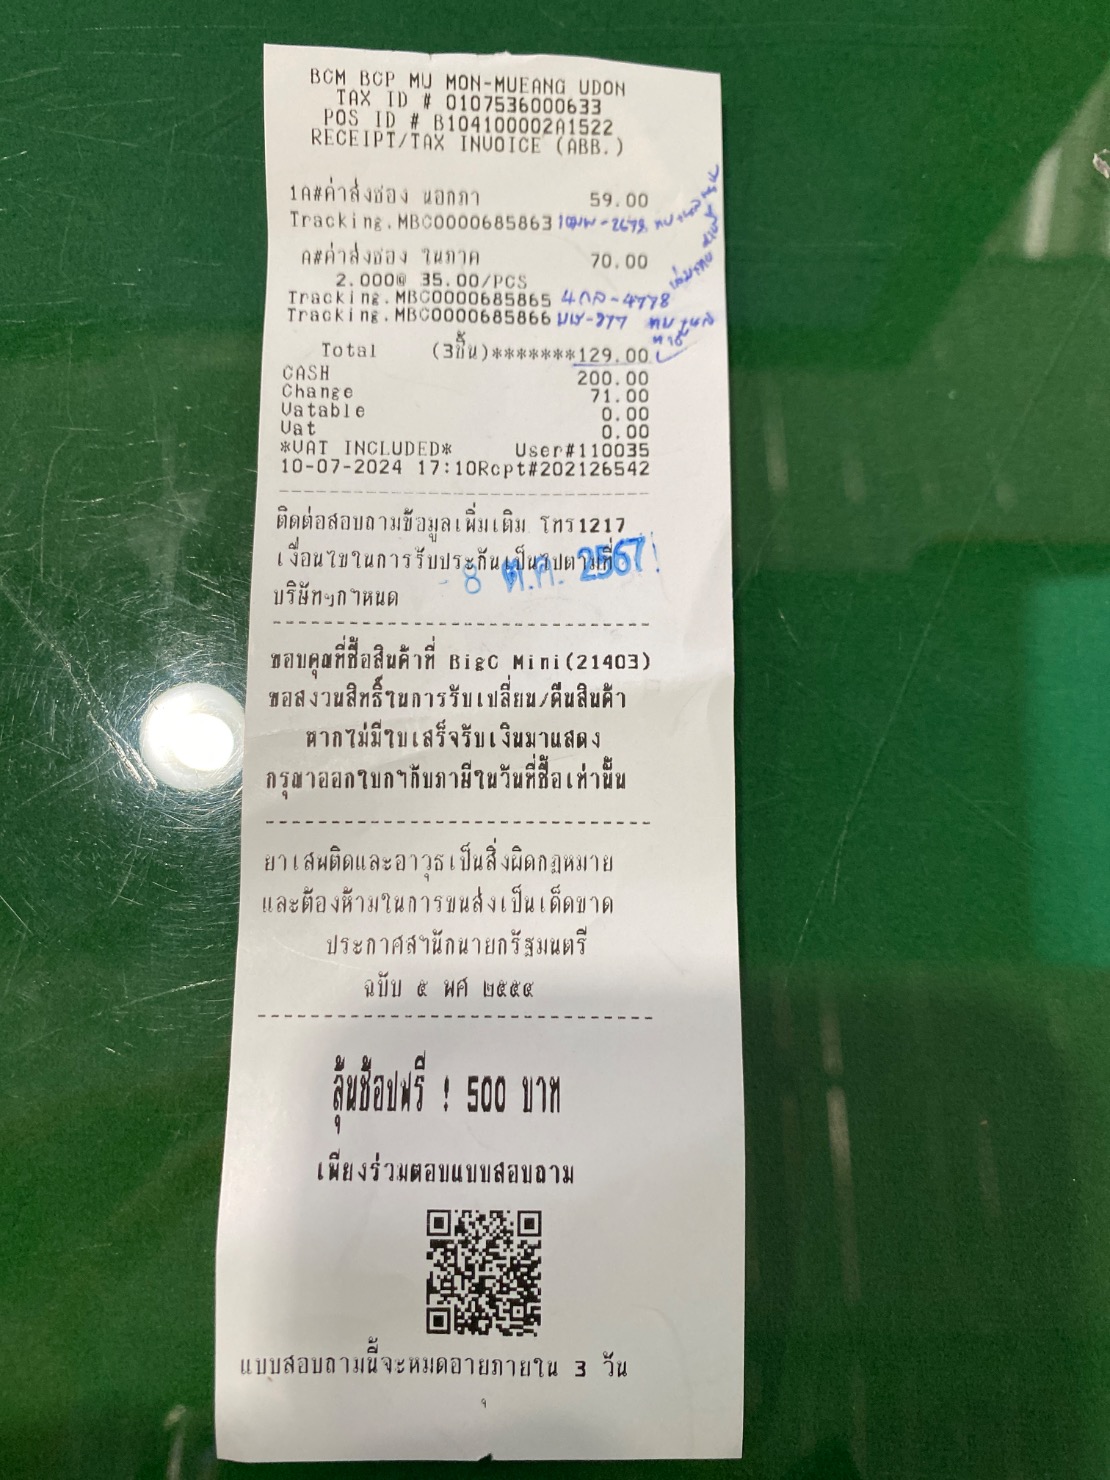 BCM BCP MU MON-MUEANG UDON
TAX ID # 0107536000633
POS ID # B104100002A1522
RECEIPT/TAX INVOICE (ABB.)
1A#ค่าส่งของ นอกภา 59.00
Tracking.MBC0000685863
A#ค่าส่งของ ในภาค 70.00
2.000@ 35.00/PCS
Tracking.MBC0000685865 4กล-4778
Tracking.MBC0000685866
Total (3ชิ้น)*******129.00
CASH 200.00
Change 71.00
Vatable 0.00
Vat 0.00
*VAT INCLUDED* User#110035
10-07-2024 17:10Rcpt#202126542
ติดต่อสอบถามข้อมูลเพิ่มเติม โทร1217
เงื่อนไขในการรับประกันเป็นไปตามที่
- 8 ต.ค. 2567
บริษัทฯกำหนด
ขอบคุณที่ซื้อสินค้าที่ BigC Mini(21403)
ขอสงวนสิทธิ์ในการรับเปลี่ยน/คืนสินค้า
หากไม่มีใบเสร็จรับเงินมาแสดง
กรุณาออกใบกำกับภาษีในวันที่ซื้อเท่านั้น
ยาเสพติดและอาวุธเป็นสิ่งผิดกฎหมาย
และต้องห้ามในการขนส่งเป็นเด็ดขาด
ประกาศสำนักนายกรัฐมนตรี
ฉบับ ๕ พศ ๒๕๕๔
ลุ้นช้อปฟรี ! 500 บาท
เพียงร่วมตอบแบบสอบถาม
แบบสอบถามนี้จะหมดอายุภายใน 3 วัน